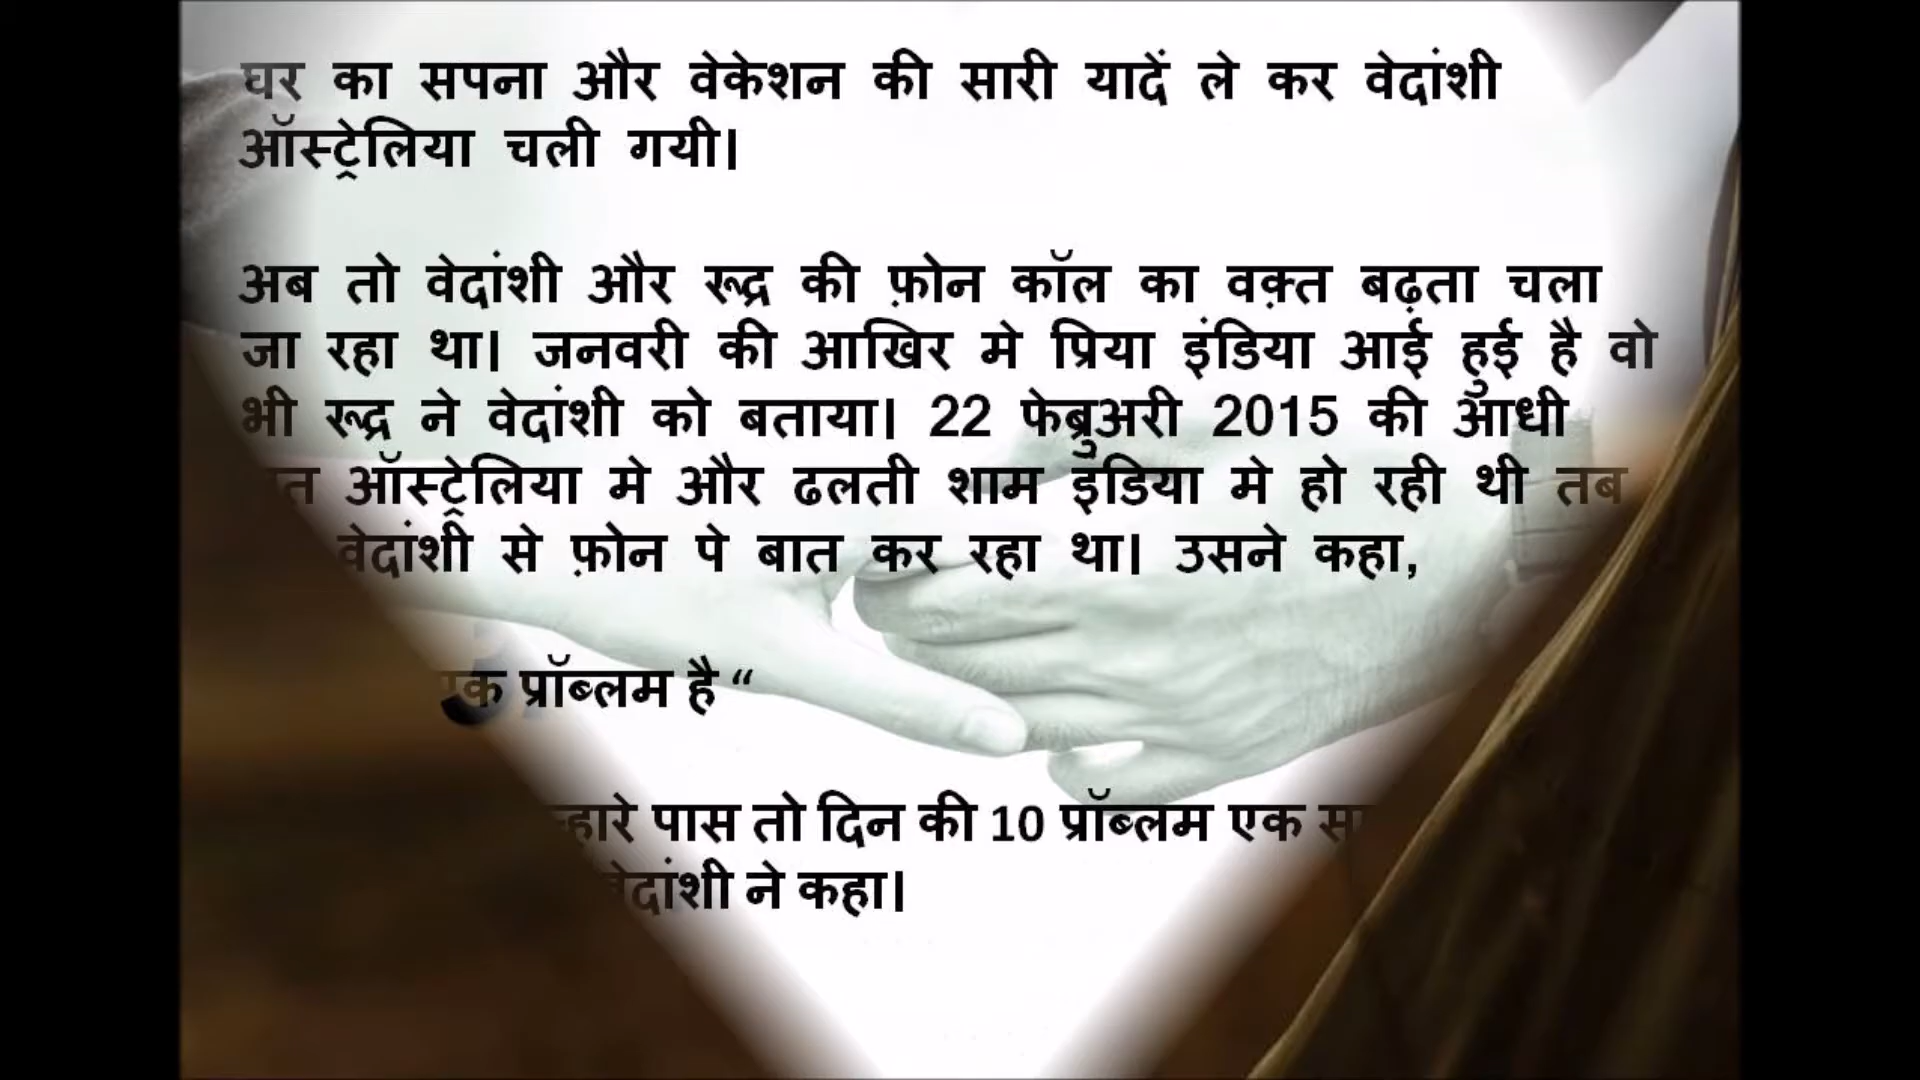 घर का सपना और वेकेशन की सारी यादें ले कर वेदांशी
ऑस्ट्रेलिया चली गयी।
अब तो वेदांशी और रूद्र की फ़ोन कॉल का वक़्त बढ़ता चला
जा रहा था। जनवरी की आखिर मे प्रिया इंडिया आई हुई है वो
भी रूद्र ने वेदांशी को बताया। 22 फेब्रुअरी 2015 की आधी
ऑस्ट्रेलिया मे और ढलती शाम इंडिया मे हो रही थी तब
वेदांशी से फ़ोन पे बात कर रहा था। उसने कहा,
एक प्रॉब्लम है “
पास तो दिन की 10 प्रॉब्लम एक
वेदांशी ने कहा।